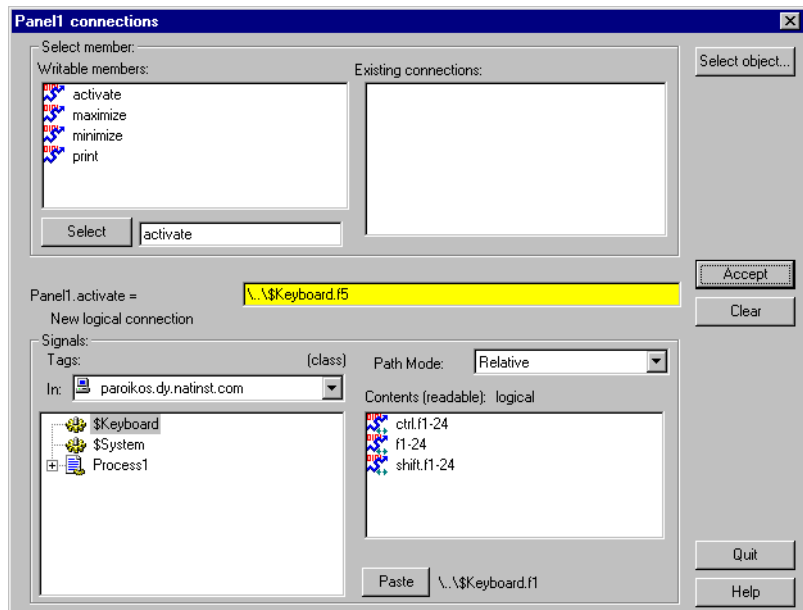 Panel1 connections
Select member:
Writable members:
Existing connections:
Select object...
activate
maximize
minimize
print
Select
activate
Accept
Panel1.activate =
\..\$Keyboard.f5
New logical connection
Clear
Signals:
Tags:
(class)
Path Mode:
Relative
In:
paroikos.dy.natinst.com
Contents (readable): logical
$Keyboard
$System
Process1
ctrl.f1-24
f1-24
shift.f1-24
Quit
Paste
\..\$Keyboard.f1
Help